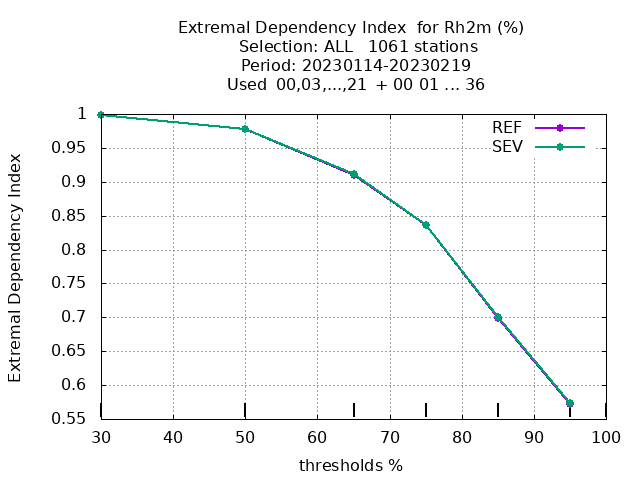 Extremal Dependency Index  for Rh2m (%)
Selection: ALL   1061 stations
Period: 20230114-20230219
Used  00,03,...,21  + 00 01 ... 36
REF
SEV
1
0.95
0.9
0.85
0.8
0.75
0.7
0.65
0.6
0.55
Extremal Dependency Index
30 40 50 60 70 80 90 100
thresholds %